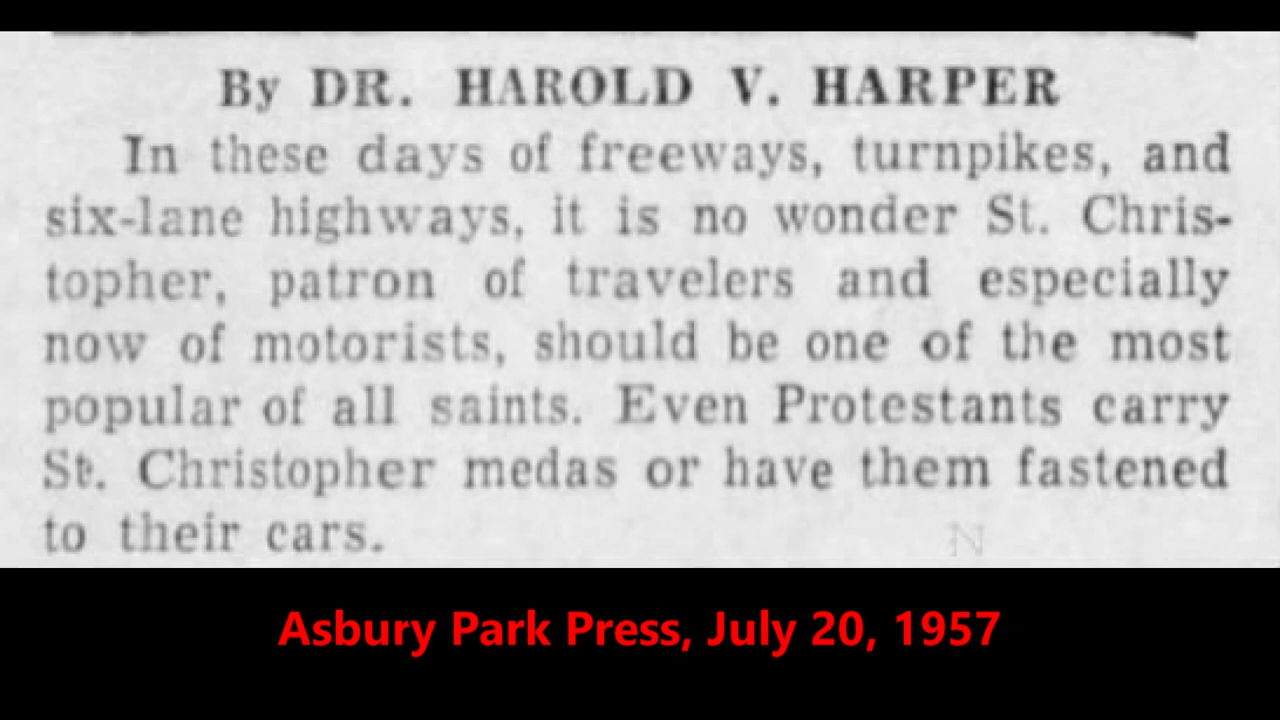 By DR. HAROLD V. HARPER
In these days of freeways, turnpikes, and
six-lane highways, it is no wonder St. Chris-
topher, patron of travelers and especially
now of motorists, should be one of the most
popular of all saints. Even Protestants carry
St. Christopher medas or have them fastened
to their cars.
N
Asbury Park Press, July 20, 1957